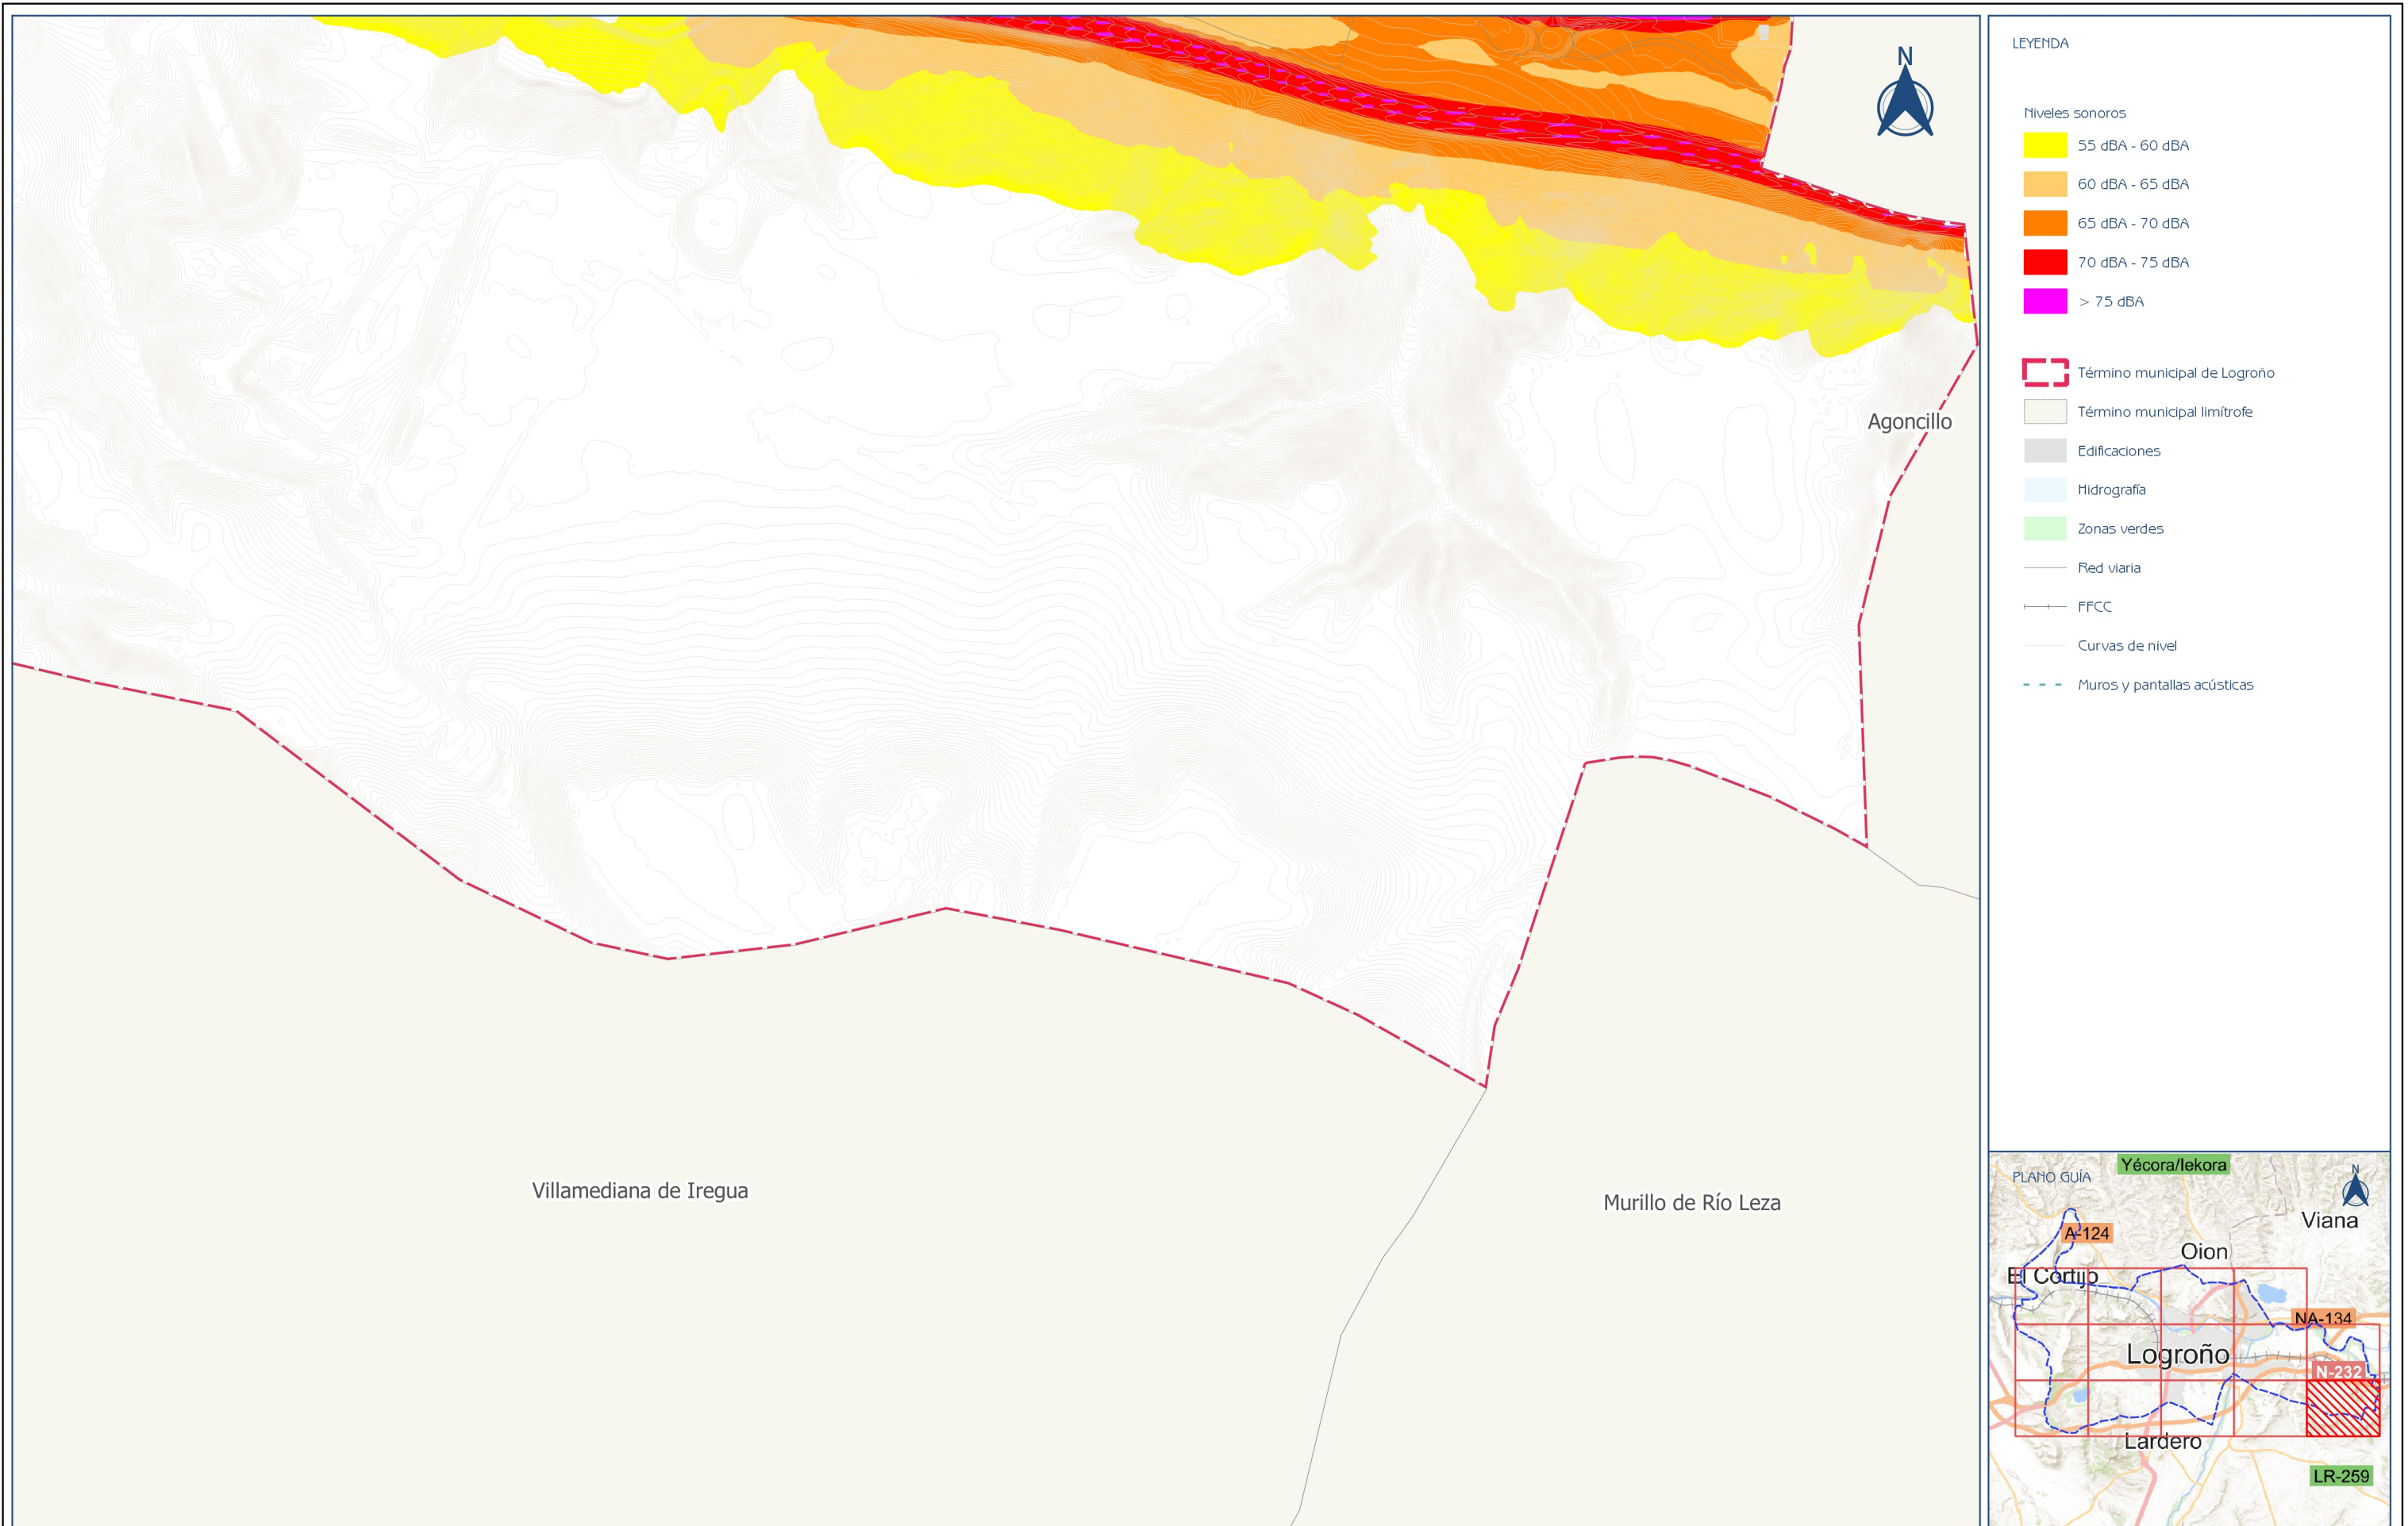 N
Agoncillo
Villamediana de Iregua
Murillo de Río Leza
LEYENDA
Niveles sonoros
55 dBA - 60 dBA
60 dBA - 65 dBA
65 dBA - 70 dBA
70 dBA - 75 dBA
> 75 dBA
Término municipal de Logroño
Término municipal limítrofe
Edificaciones
Hidrografía
Zonas verdes
Red viaria
FFCC
Curvas de nivel
Muros y pantallas acústicas
PLANO GUÍA
Yécora/Iekora
N
Viana
A-124
Oion
El Cortijo
NA-134
Logroño
N-232
Lardero
LR-259